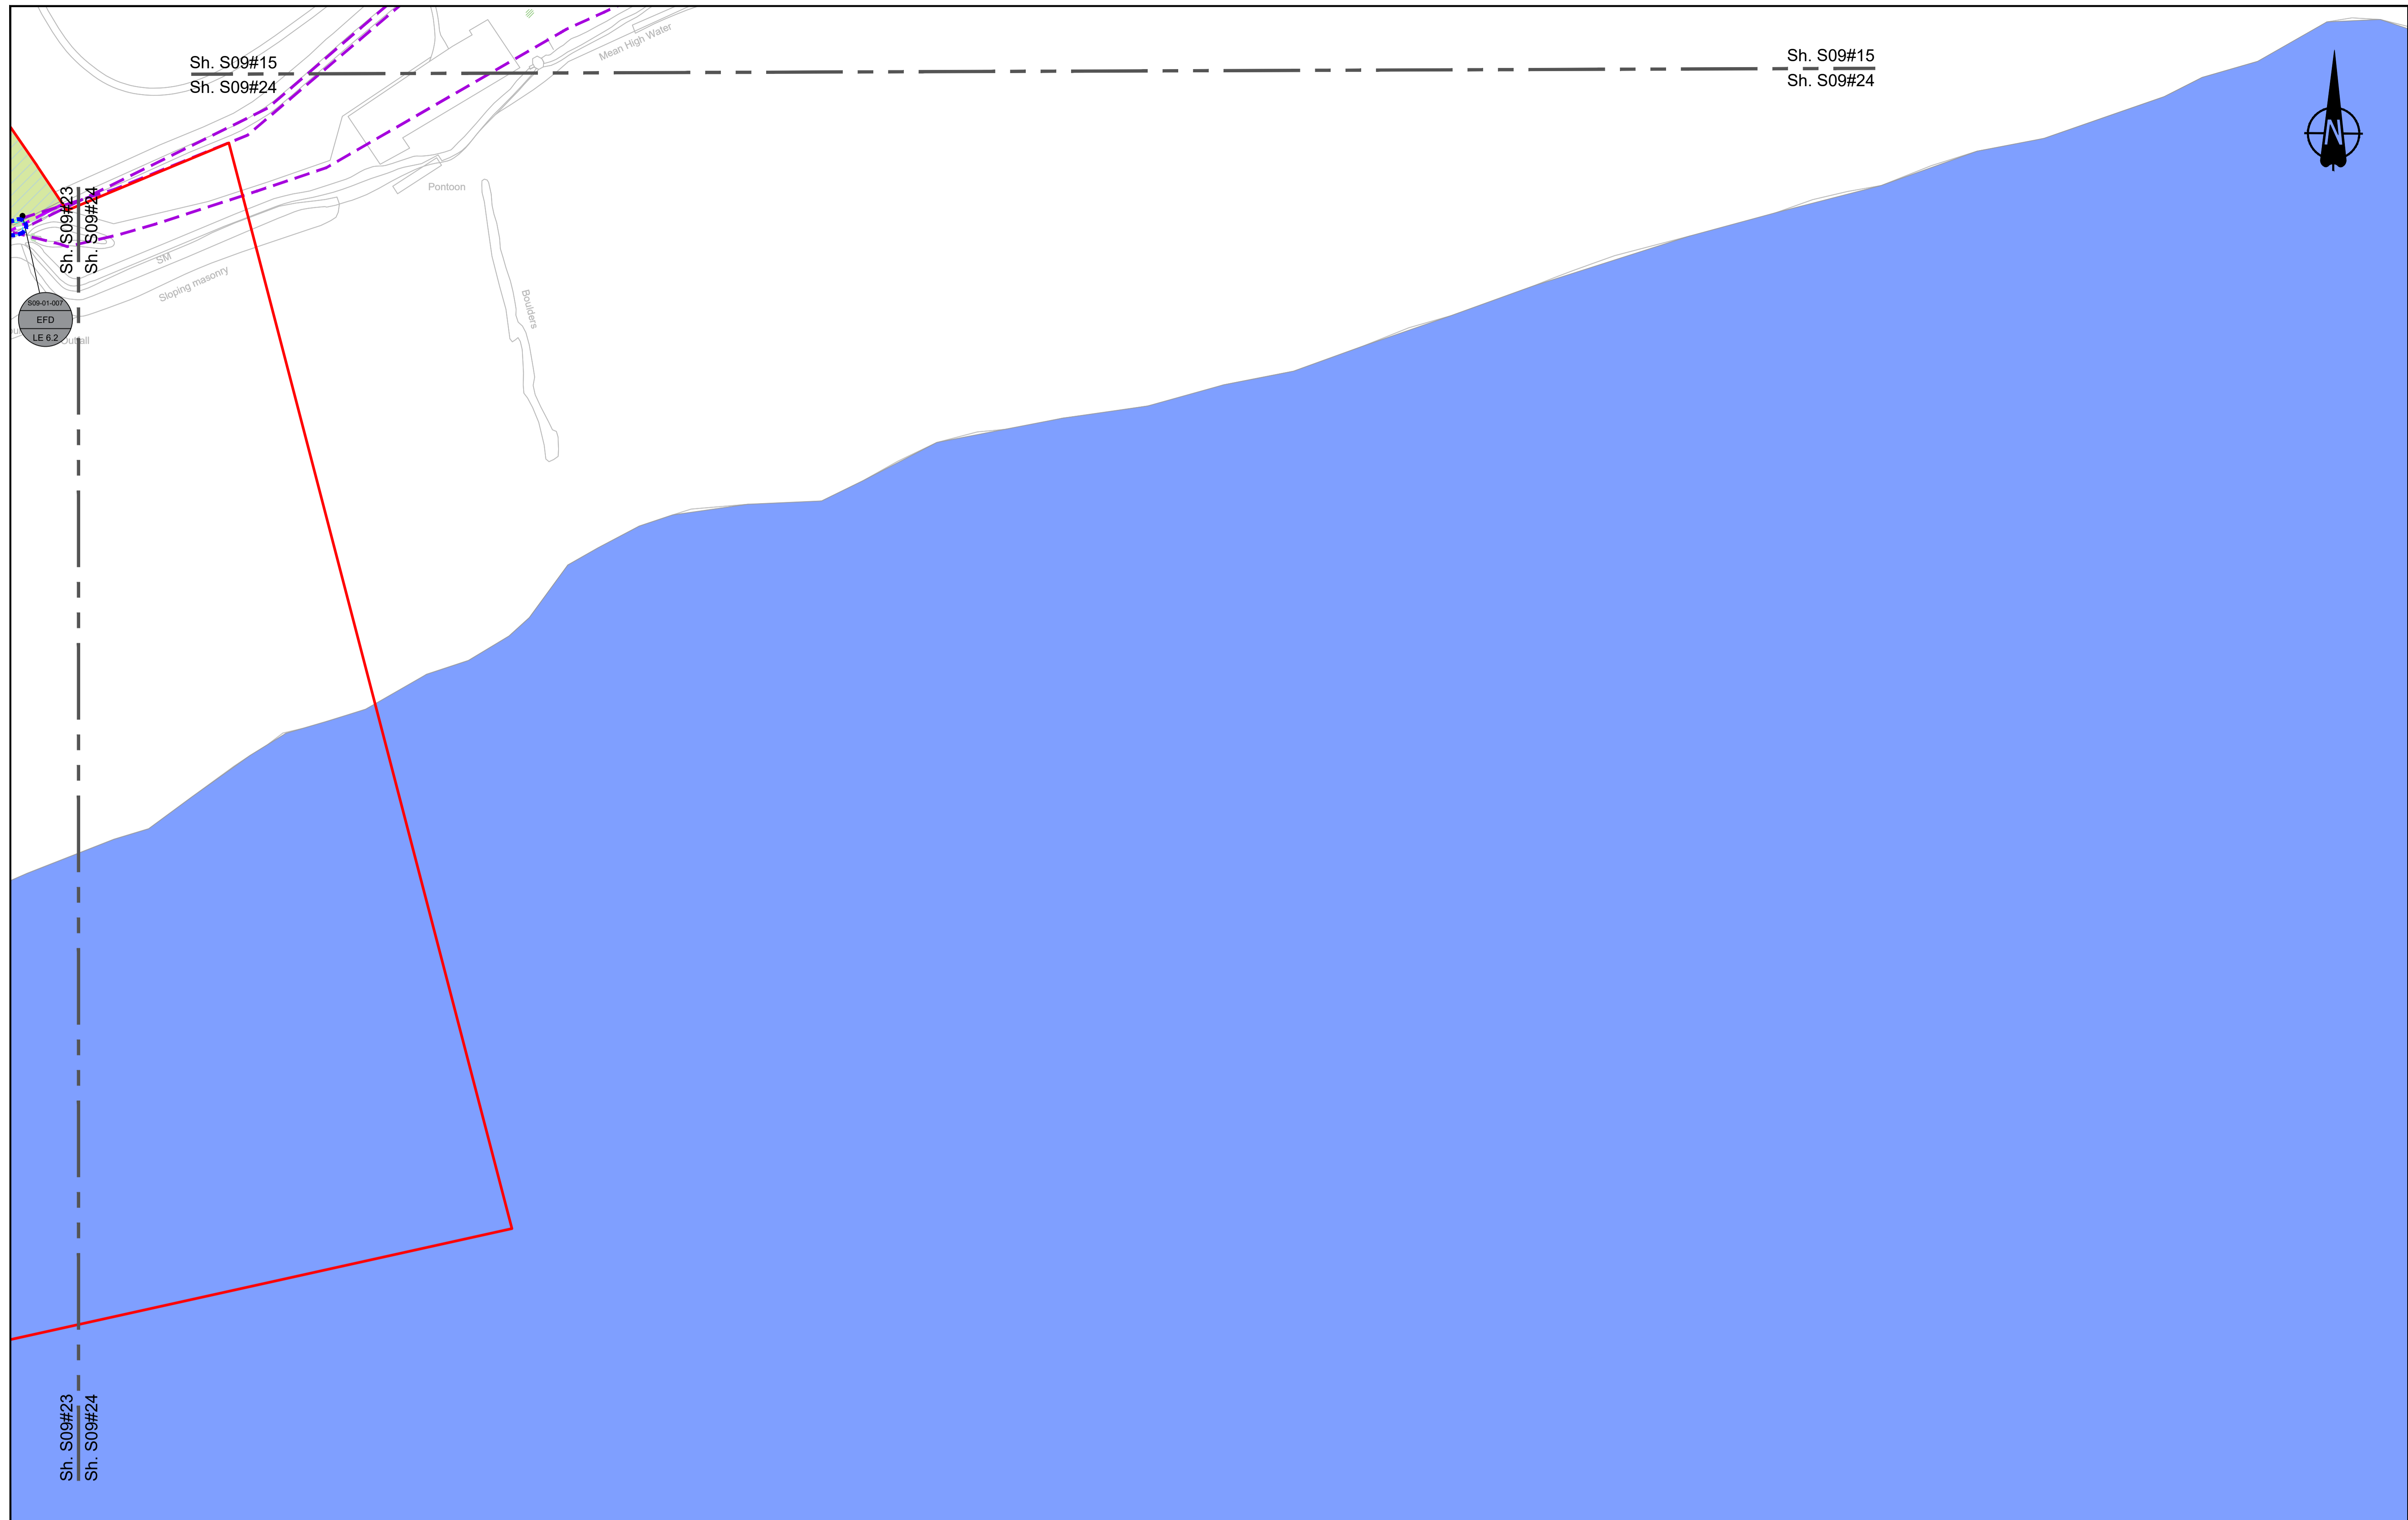 Mean High Water
Sh. S09#15
Sh. S09#24
Sh. S09#15
Sh. S09#24
N
Pontoon
Sh. S09#23
Sh. S09#24
SM
Sloping masonry
Boulders
S09-01-007
EFD
LE 6.2
Sh. S09#23
Sh. S09#24